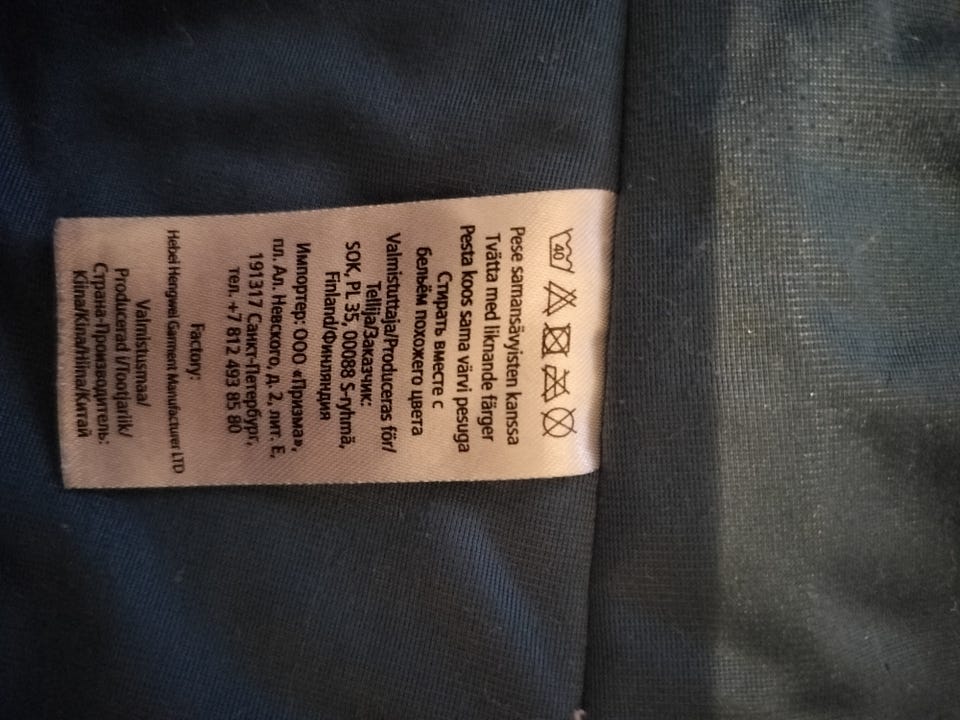 40
Pese samansävyisten kanssa
Tvätta med liknande färger
Pesta koos sama värvi pesuga
Стирать вместе с
бельём похожего цвета
Valmistuttaja/Produceras för/
Tellija/Заказчик:
SOK, PL 35, 00088 S-ryhmä,
Finland/Финляндия
Импортер: ООО «Призма»,
пл. Ал. Невского, д. 2, лит. Е,
191317 Санкт-Петербург,
тел. +7 812 493 85 80
Factory:
Hebei Hengwei Garment Manufacturer LTD
Valmistusmaa/
Producerad i/Tootjariik/
Страна-Производитель:
Kiina/Kina/Hiina/Китай